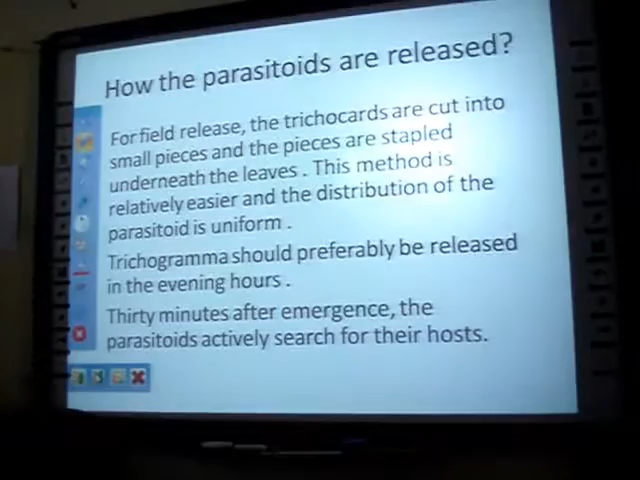 How the parasitoids are released?
For field release, the trichocards are cut into
small pieces and the pieces are stapled
underneath the leaves . This method is
relatively easier and the distribution of the
parasitoid is uniform .
Trichogramma should preferably be released
in the evening hours .
Thirty minutes after emergence, the
parasitoids actively search for their hosts.